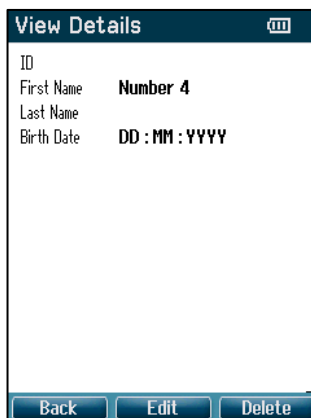 View Details
ID
First Name Number 4
Last Name
Birth Date DD : MM : YYYY
Back Edit Delete